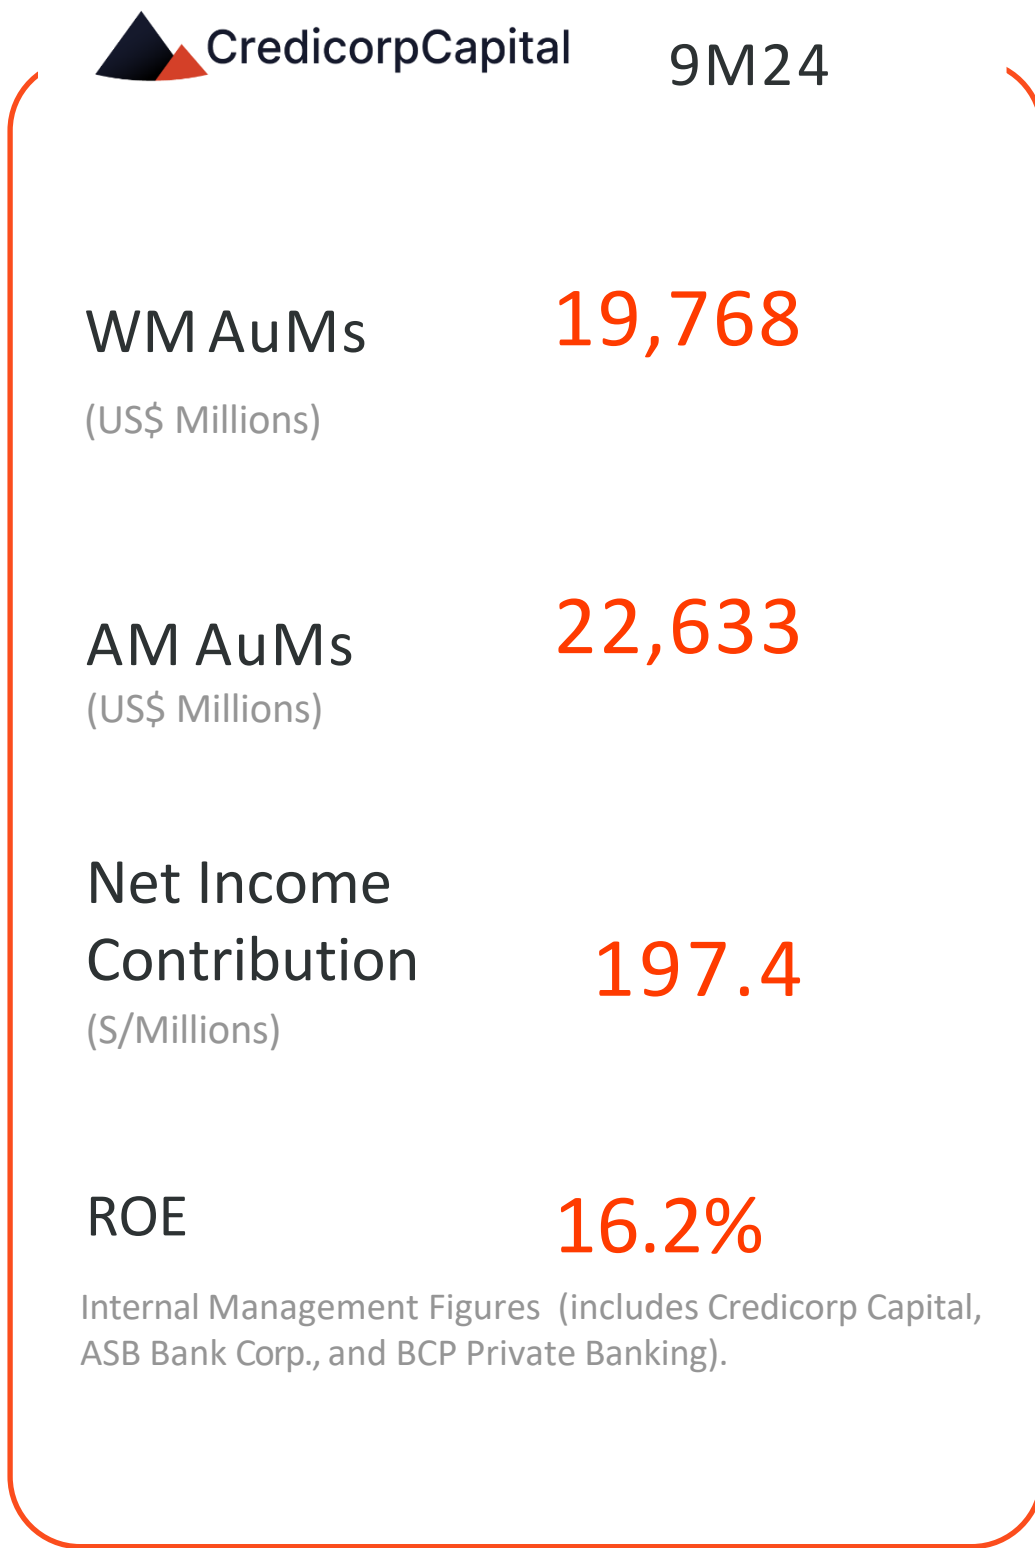 CredicorpCapital 9M24
WM AuMs 19,768
(US$ Millions)
AM AuMs 22,633
(US$ Millions)
Net Income
Contribution 197.4
(S/Millions)
ROE 16.2%
Internal Management Figures (includes Credicorp Capital,
ASB Bank Corp., and BCP Private Banking).